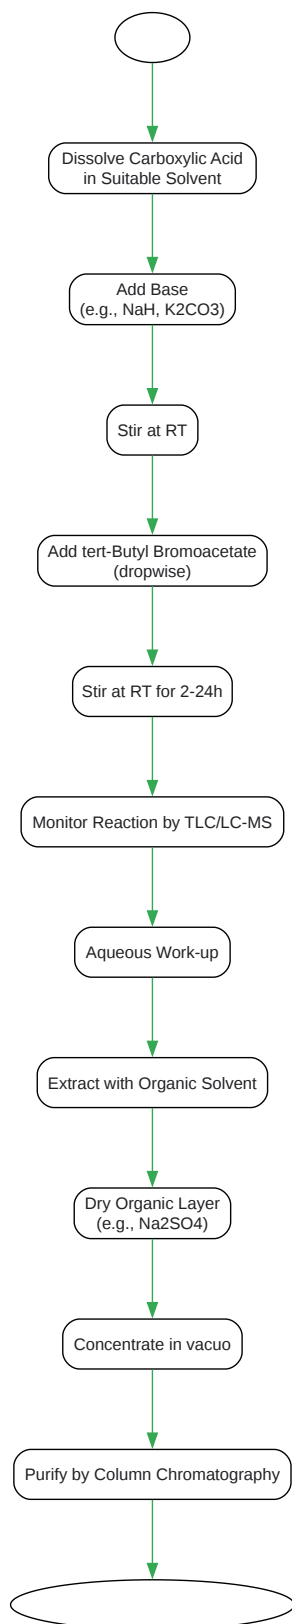 Dissolve Carboxylic Acid
in Suitable Solvent
Add Base
(e.g., NaH, K2CO3)
Stir at RT
Add tert-Butyl Bromoacetate
(dropwise)
Stir at RT for 2-24h
Monitor Reaction by TLC/LC-MS
Aqueous Work-up
Extract with Organic Solvent
Dry Organic Layer
(e.g., Na2SO4)
Concentrate in vacuo
Purify by Column Chromatography